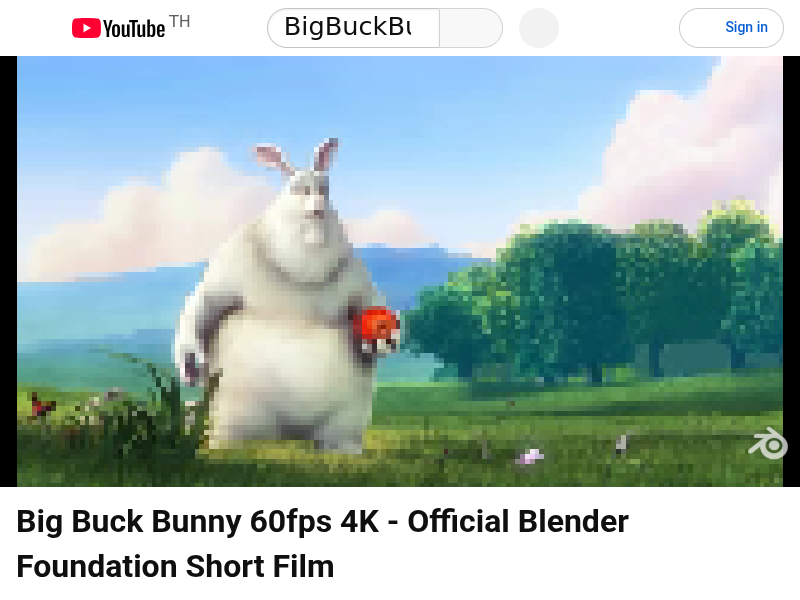 YouTube TH
BigBuckBu
Sign in
Big Buck Bunny 60fps 4K - Official Blender
Foundation Short Film